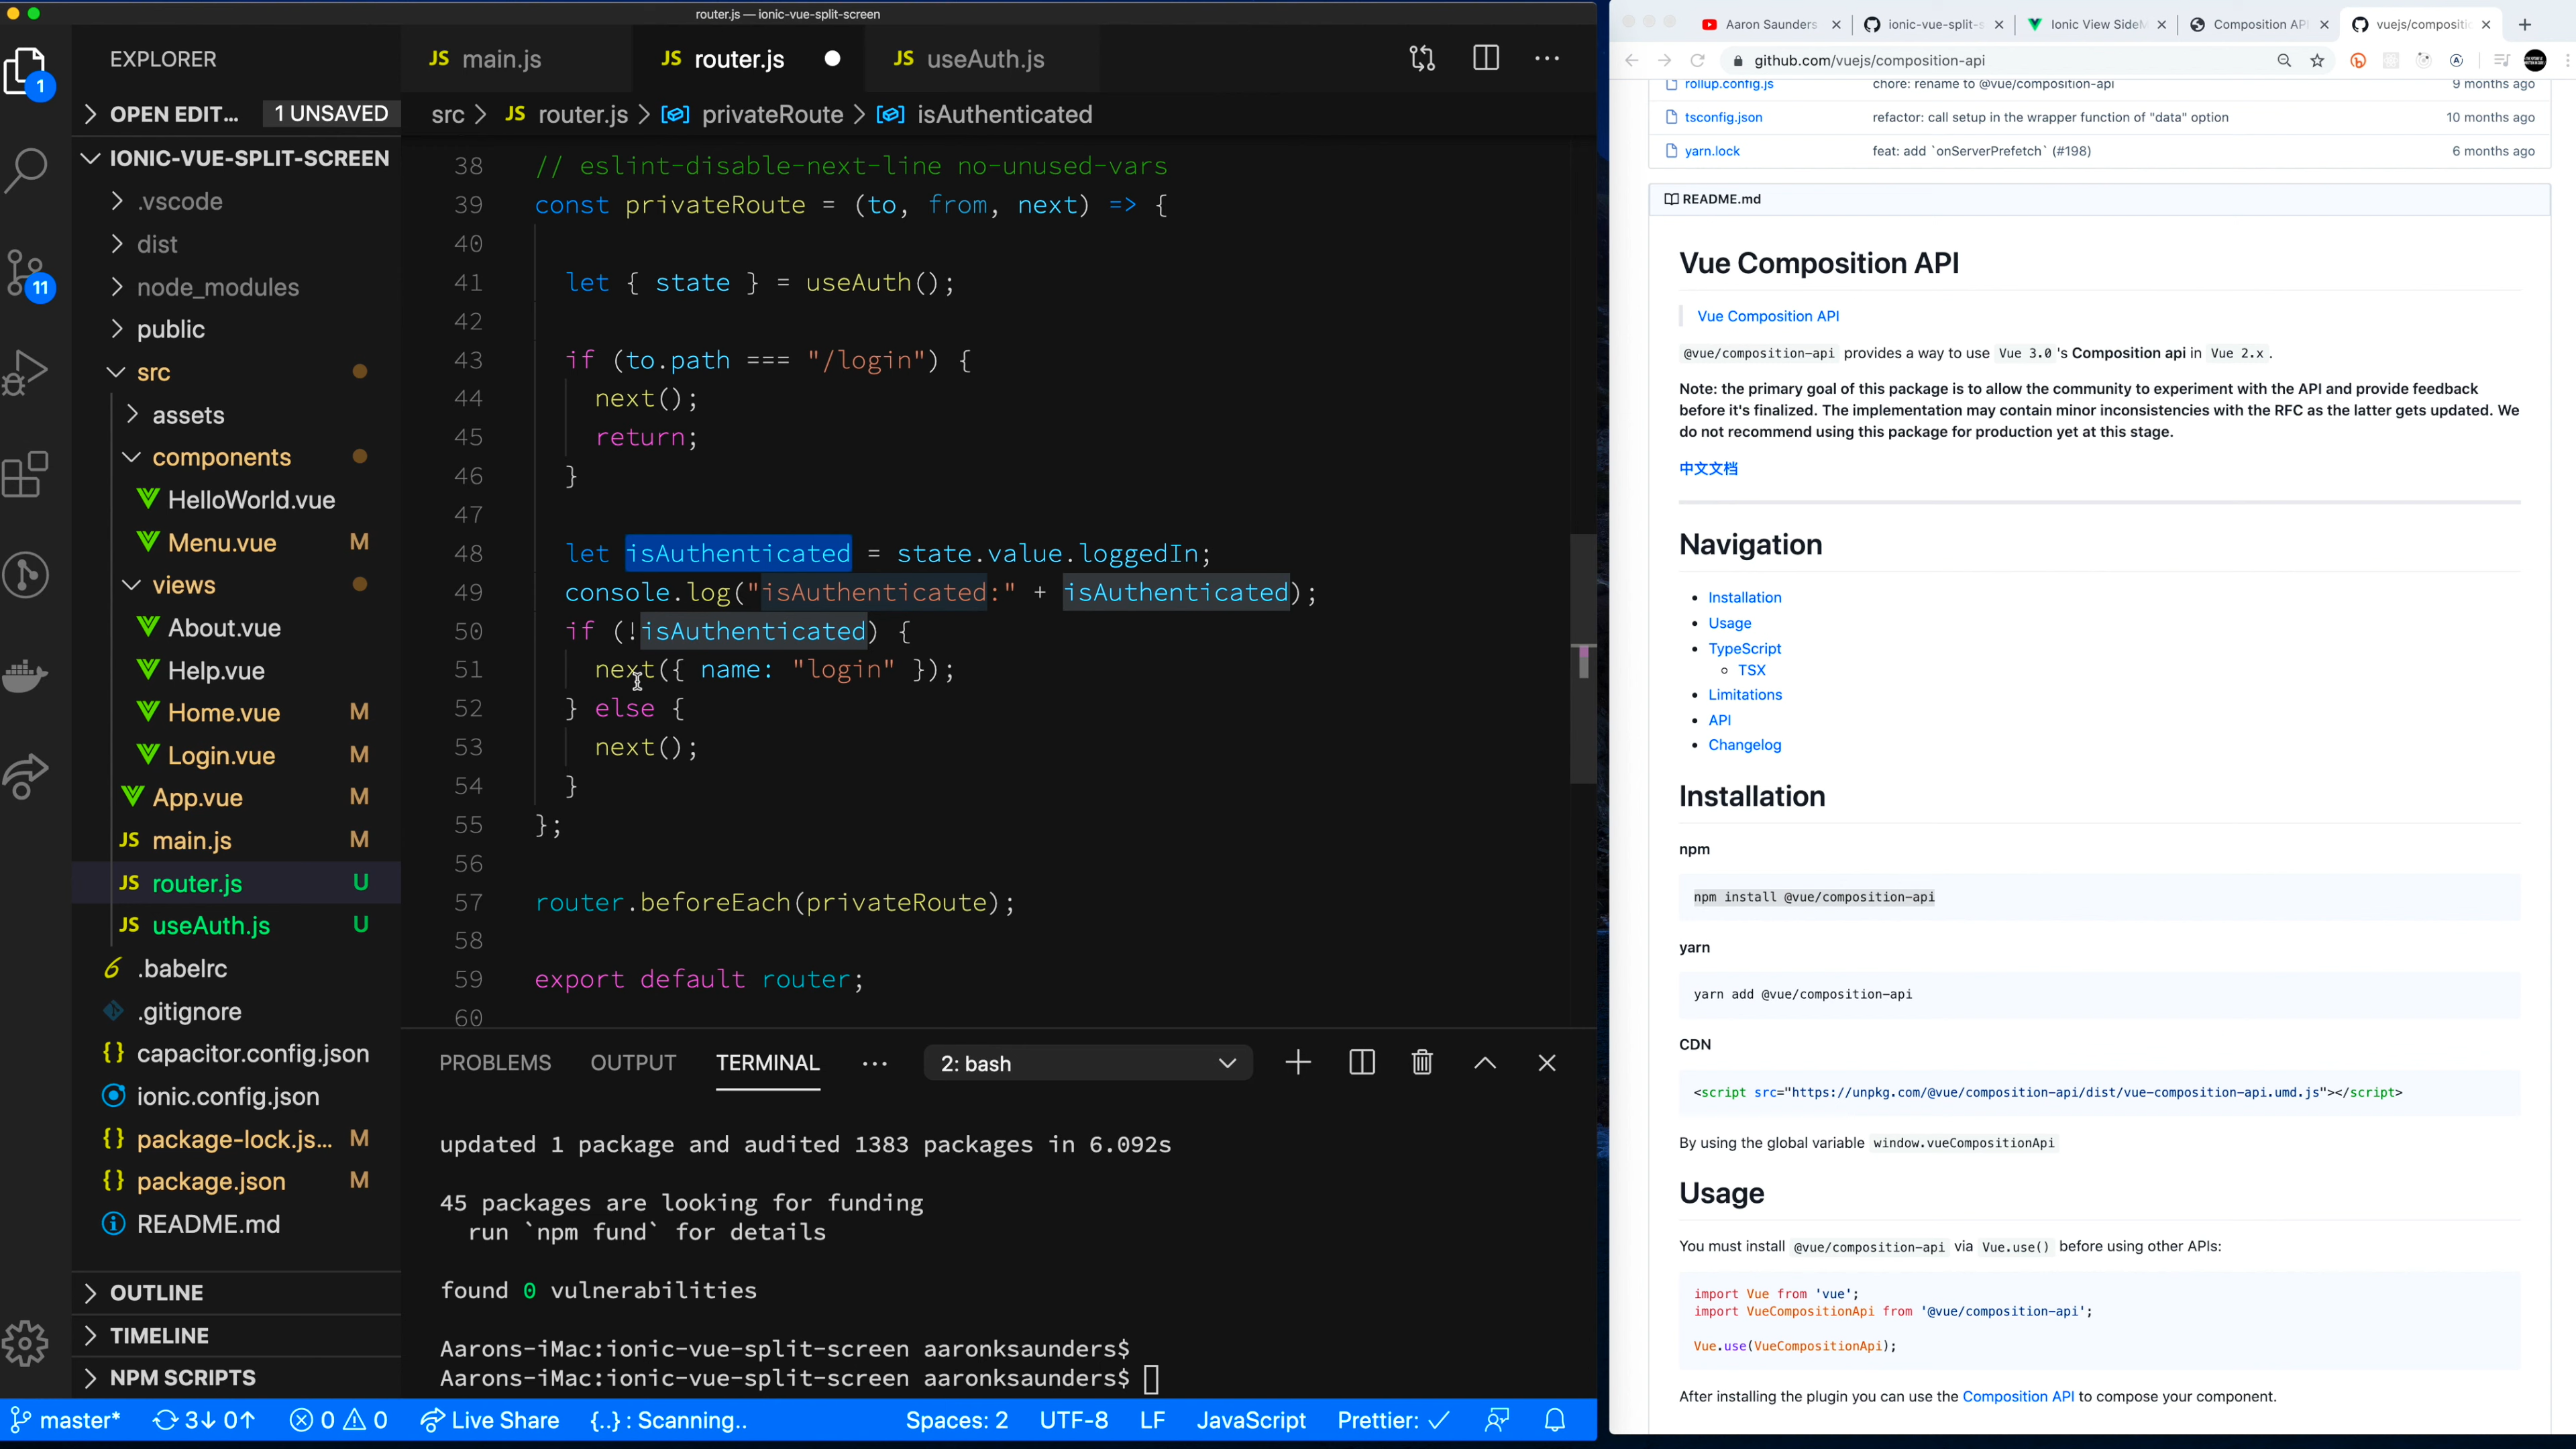 router.js — ionic-vue-split-screen
EXPLORER
OPEN EDIT... 1 UNSAVED
IONIC-VUE-SPLIT-SCREEN
.vscode
dist
node_modules
public
src
assets
components
HelloWorld.vue
Menu.vue M
views
About.vue
Help.vue
Home.vue M
Login.vue M
App.vue M
JS main.js M
JS router.js U
JS useAuth.js U
.babelrc
.gitignore
{} capacitor.config.json
ionic.config.json
{} package-lock.js... M
{} package.json M
README.md
OUTLINE
TIMELINE
NPM SCRIPTS
1
11
JS main.js JS router.js JS useAuth.js
src > JS router.js > privateRoute > isAuthenticated
38 // eslint-disable-next-line no-unused-vars
39 const privateRoute = (to, from, next) => {
40
41 let { state } = useAuth();
42
43 if (to.path === "/login") {
44 next();
45 return;
46 }
47
48 let isAuthenticated = state.value.loggedIn;
49 console.log("isAuthenticated:" + isAuthenticated);
50 if (!isAuthenticated) {
51 next({ name: "login" });
52 } else {
53 next();
54 }
55 };
56
57 router.beforeEach(privateRoute);
58
59 export default router;
60
PROBLEMS OUTPUT TERMINAL ... 2: bash
updated 1 package and audited 1383 packages in 6.092s
45 packages are looking for funding
run `npm fund` for details
found 0 vulnerabilities
Aarons-iMac:ionic-vue-split-screen aaronksaunders$
Aarons-iMac:ionic-vue-split-screen aaronksaunders$
master* 3↓ 0↑ 0 0 Live Share {..} : Scanning.. Spaces: 2 UTF-8 LF JavaScript Prettier: ✓
Aaron Saunders ionic-vue-split-s Ionic View SideM Composition AP vuejs/compositi
github.com/vuejs/composition-api
rollup.config.js chore: rename to @vue/composition-api 9 months ago
tsconfig.json refactor: call setup in the wrapper function of "data" option 10 months ago
yarn.lock feat: add `onServerPrefetch` (#198) 6 months ago
README.md
Vue Composition API
Vue Composition API
@vue/composition-api provides a way to use Vue 3.0 's Composition api in Vue 2.x .
Note: the primary goal of this package is to allow the community to experiment with the API and provide feedback
before it's finalized. The implementation may contain minor inconsistencies with the RFC as the latter gets updated. We
do not recommend using this package for production yet at this stage.
中文文档
Navigation
• Installation
• Usage
• TypeScript
○ TSX
• Limitations
• API
• Changelog
Installation
npm
npm install @vue/composition-api
yarn
yarn add @vue/composition-api
CDN
<script src="https://unpkg.com/@vue/composition-api/dist/vue-composition-api.umd.js"></script>
By using the global variable window.vueCompositionApi
Usage
You must install @vue/composition-api via Vue.use() before using other APIs:
import Vue from 'vue';
import VueCompositionApi from '@vue/composition-api';
Vue.use(VueCompositionApi);
After installing the plugin you can use the Composition API to compose your component.